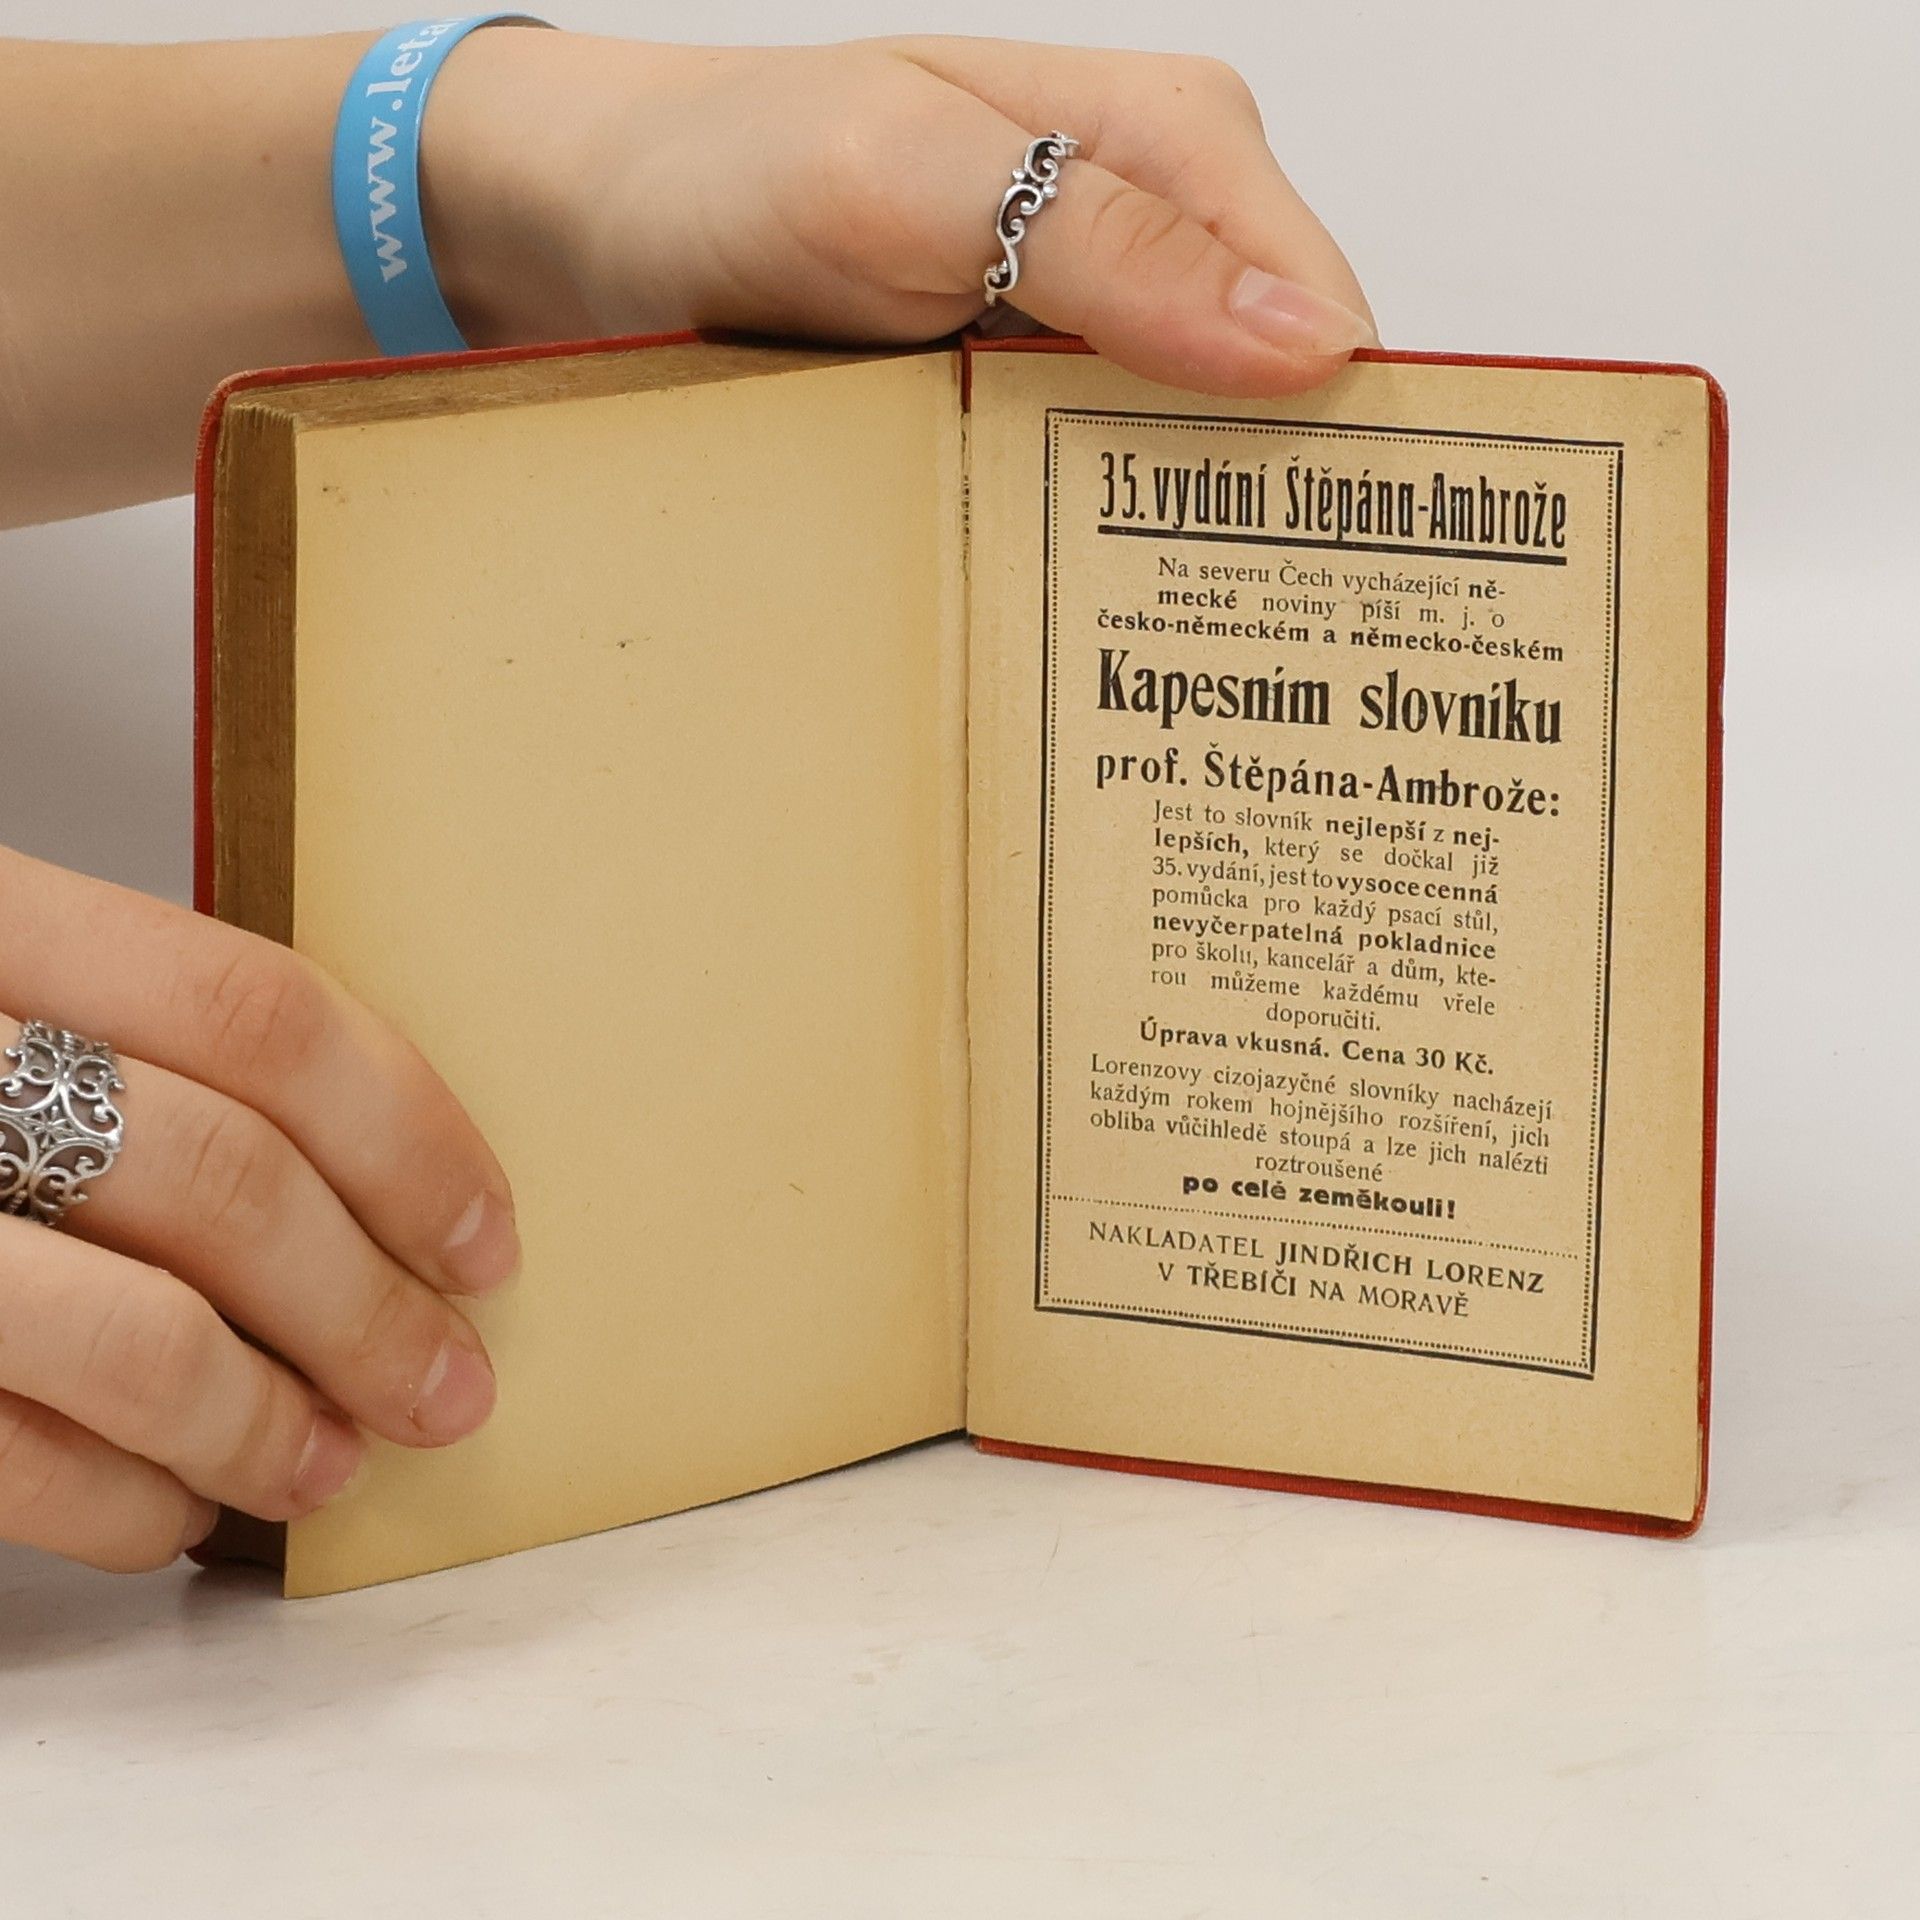 www.leta
35. vydání Štěpána-Ambrože
Na severu Čech vycházející ně-
mecké noviny píší m. j. o
česko-německém a německo-českém
Kapesním slovníku
prof. Štěpána-Ambrože:
Jest to slovník nejlepší z nej-
lepších, který se dočkal již
35. vydání, jest to vysoce cenná
pomůcka pro každý psací stůl,
nevyčerpatelná pokladnice
pro školu, kancelář a dům, kte-
rou můžeme každému vřele
doporučiti.
Úprava vkusná. Cena 30 Kč.
Lorenzovy cizojazyčné slovníky nacházejí
každým rokem hojnějšího rozšíření, jich
obliba vůčihledě stoupá a lze jich nalézti
roztroušené
po celé zeměkouli!
NAKLADATEL JINDŘICH LORENZ
V TŘEBÍČI NA MORAVĚ